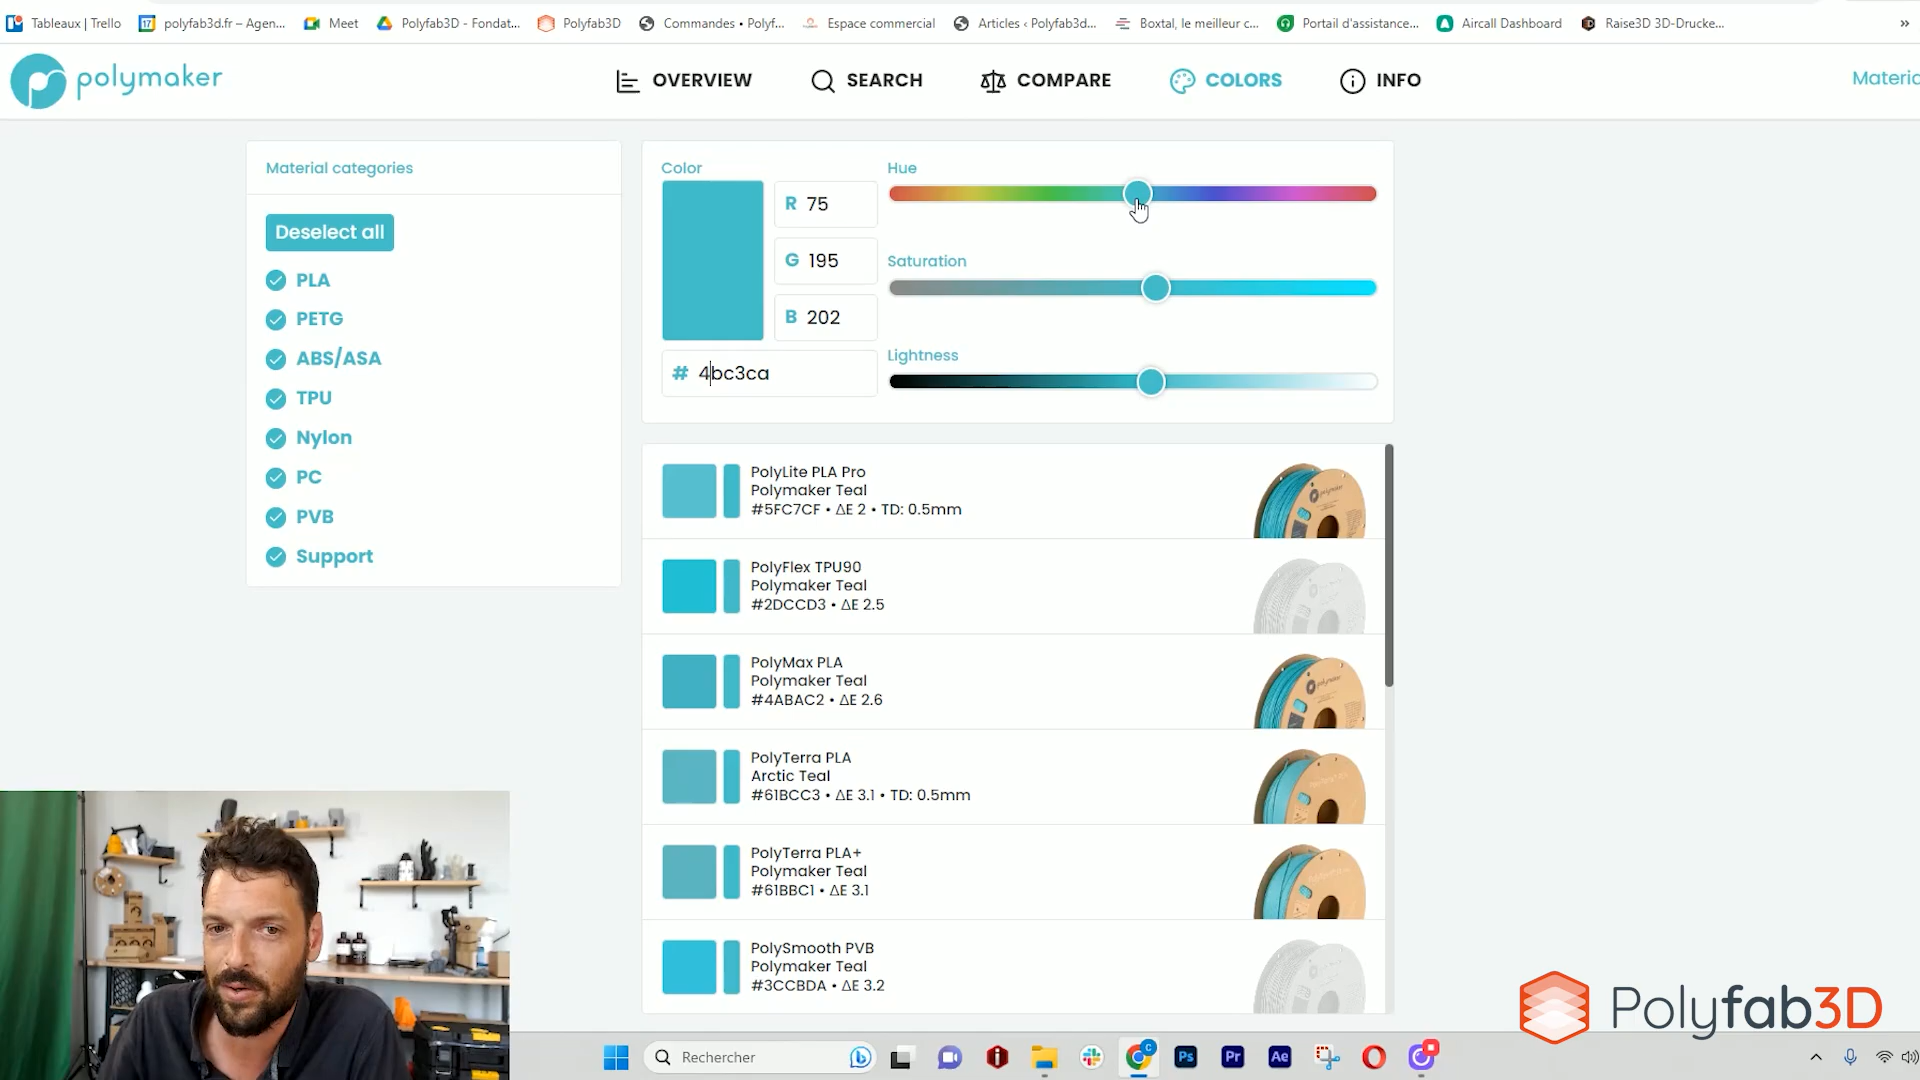 Tableaux | Trello
17
polyfab3d.fr – Agen...
Meet
Polyfab3D - Fondat...
Polyfab3D
Commandes • Polyf...
Espace commercial
Articles ‹ Polyfab3d...
Boxtal, le meilleur c...
Portail d'assistance...
Aircall Dashboard
Raise3D 3D-Drucke...
»
polymaker
OVERVIEW
SEARCH
COMPARE
COLORS
INFO
Materic
Material categories
Deselect all
PLA
PETG
ABS/ASA
TPU
Nylon
PC
PVB
Support
Color
R 75
G 195
B 202
# 4bc3ca
Hue
Saturation
Lightness
PolyLite PLA Pro
Polymaker Teal
#5FC7CF • ΔE 2 • TD: 0.5mm
PolyFlex TPU90
Polymaker Teal
#2DCCD3 • ΔE 2.5
PolyMax PLA
Polymaker Teal
#4ABAC2 • ΔE 2.6
PolyTerra PLA
Arctic Teal
#61BCC3 • ΔE 3.1 • TD: 0.5mm
PolyTerra PLA+
Polymaker Teal
#61BBC1 • ΔE 3.1
PolySmooth PVB
Polymaker Teal
#3CCBDA • ΔE 3.2
Polyfab3D
Rechercher
C
Ps
Pr
Ae